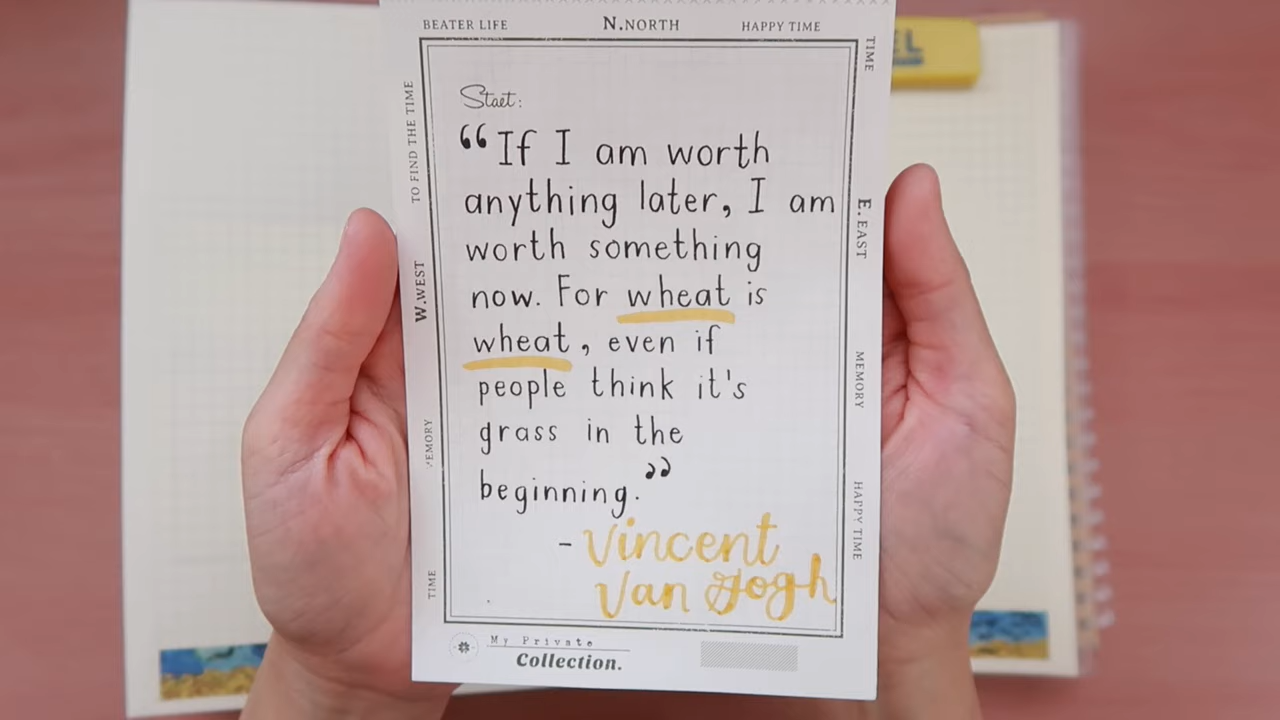 BEATER LIFE N.NORTH HAPPY TIME
TIME
E. EAST
MEMORY
HAPPY TIME
TO FIND THE TIME
W.WEST
EMORY
TIME
Staet:
“If I am worth
anything later, I am
worth something
now. For wheat is
wheat, even if
people think it's
grass in the
beginning.”
- Vincent
Van Gogh
My Private
Collection.